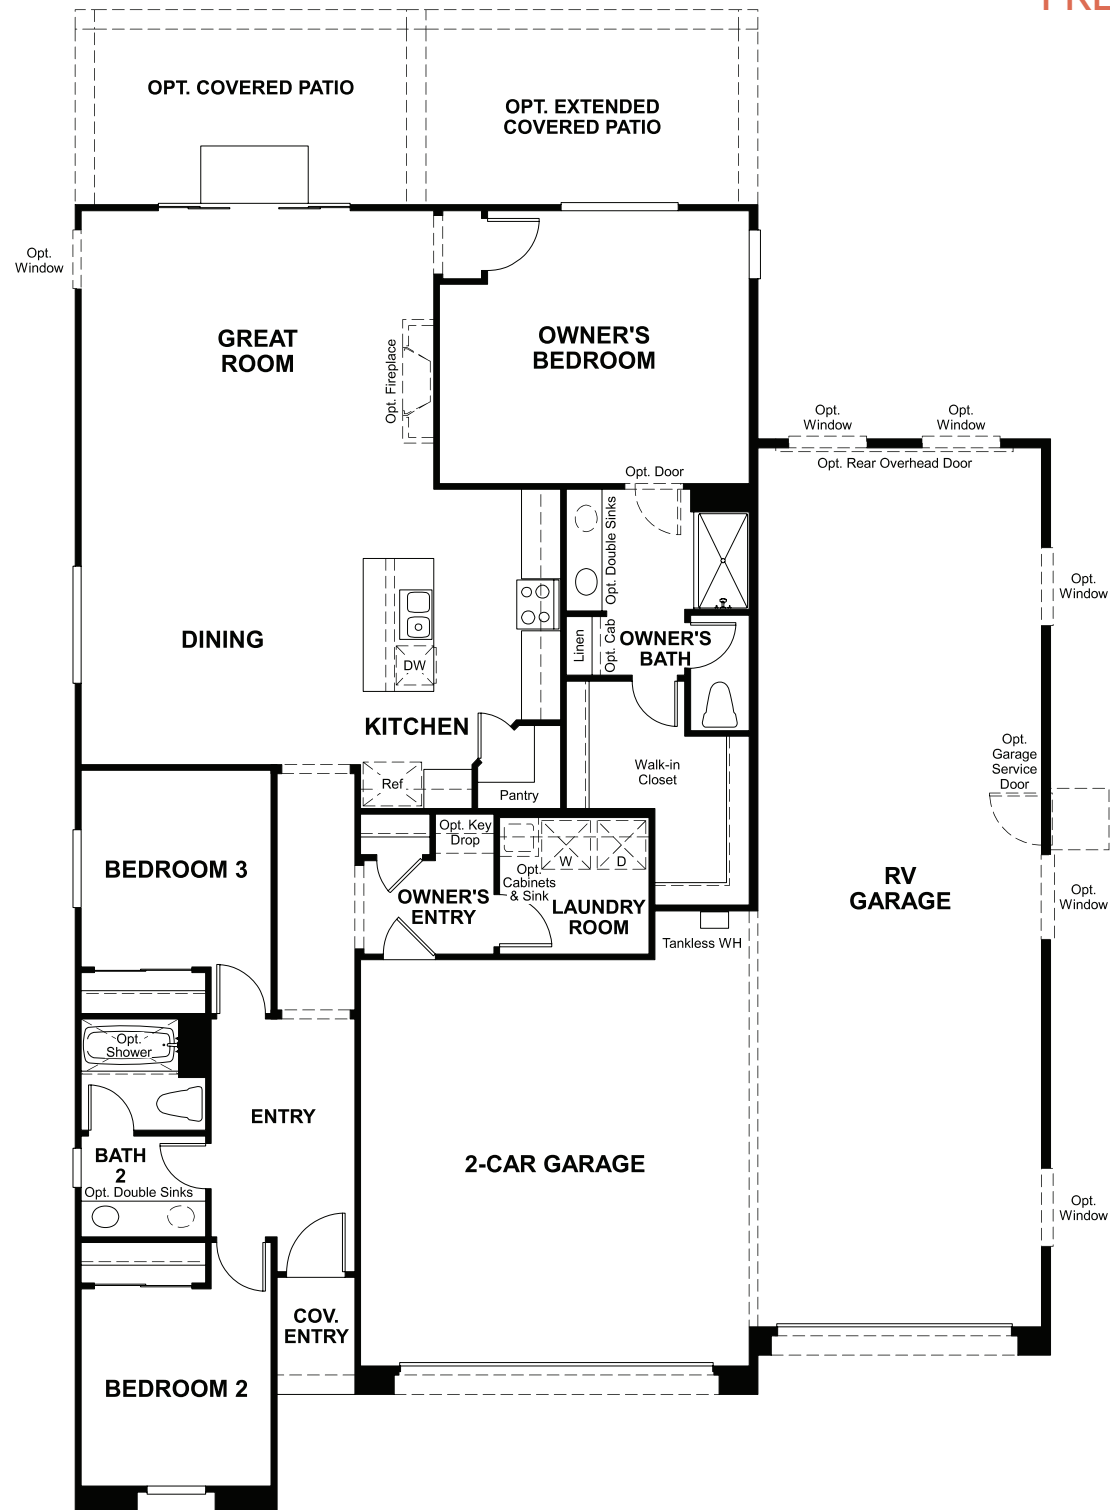 OPT. COVERED PATIO
OPT. EXTENDED
COVERED PATIO
Opt.
Window
GREAT
ROOM
Opt. Fireplace
OWNER'S
BEDROOM
Opt.
Window
Opt.
Window
Opt. Rear Overhead Door
Opt. Door
Opt. Double Sinks
Opt.
Window
DINING
DW
Linen
Opt. Cab
OWNER'S
BATH
KITCHEN
Ref
Pantry
Walk-in
Closet
Opt.
Garage
Service
Door
BEDROOM 3
Opt. Key
Drop
W
D
Opt.
Cabinets
& Sink
OWNER'S
ENTRY
LAUNDRY
ROOM
Tankless WH
RV
GARAGE
Opt.
Window
Opt.
Shower
ENTRY
BATH
2
Opt. Double Sinks
2-CAR GARAGE
Opt.
Window
COV.
ENTRY
BEDROOM 2